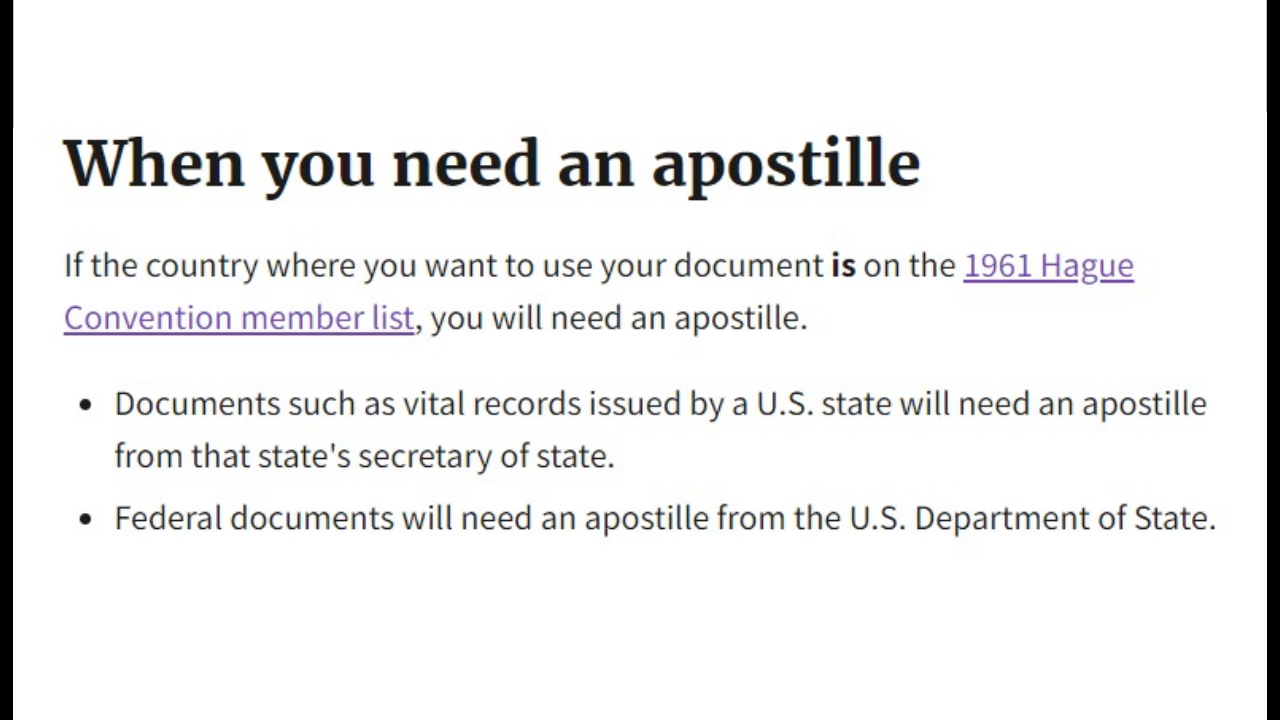 When you need an apostille
If the country where you want to use your document is on the 1961 Hague
Convention member list, you will need an apostille.
• Documents such as vital records issued by a U.S. state will need an apostille
from that state's secretary of state.
• Federal documents will need an apostille from the U.S. Department of State.